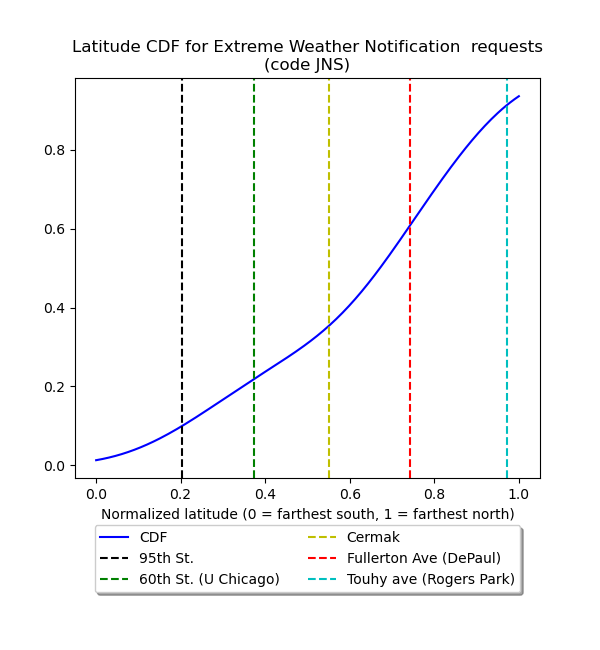 Latitude CDF for Extreme Weather Notification  requests
(code JNS)
0.8
0.6
0.4
0.2
0.0
0.0 0.2 0.4 0.6 0.8 1.0
Normalized latitude (0 = farthest south, 1 = farthest north)
CDF
95th St.
60th St. (U Chicago)
Cermak
Fullerton Ave (DePaul)
Touhy ave (Rogers Park)